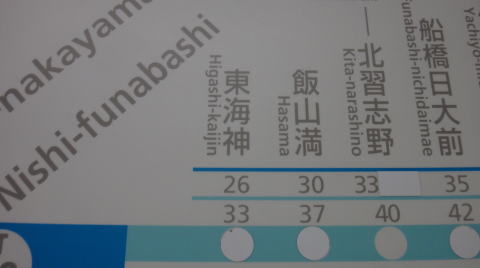 -nakayama
Nishi-funabashi
東海神
Higashi-kaijin
飯山満
Hasama
北習志野
Kita-narashino
船橋日大前
Funabashi-nichidaimae
26 30 33 35
33 37 40 42